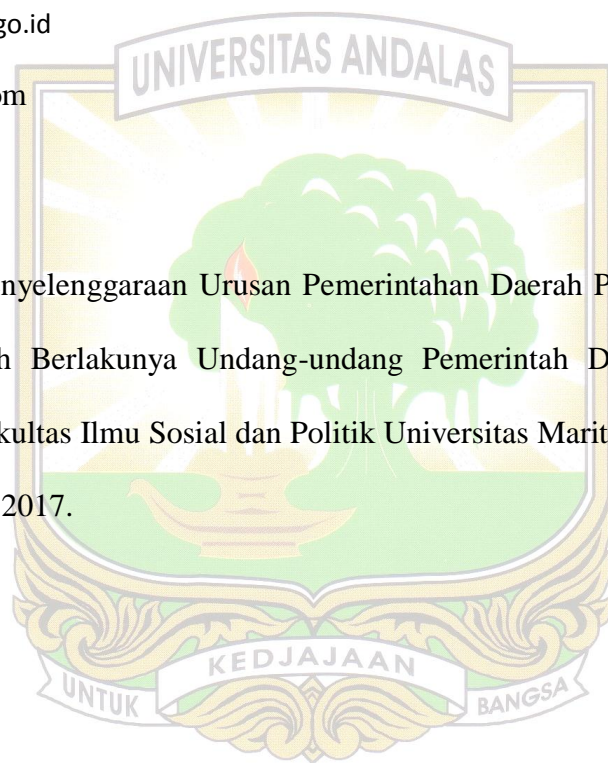 go.id
UNIVERSITAS ANDALAS
om
nyelenggaraan Urusan Pemerintahan Daerah P
h Berlakunya Undang-undang Pemerintah D
kultas Ilmu Sosial dan Politik Universitas Marit
2017.
KEDJAJAAN
UNTUK BANGSA